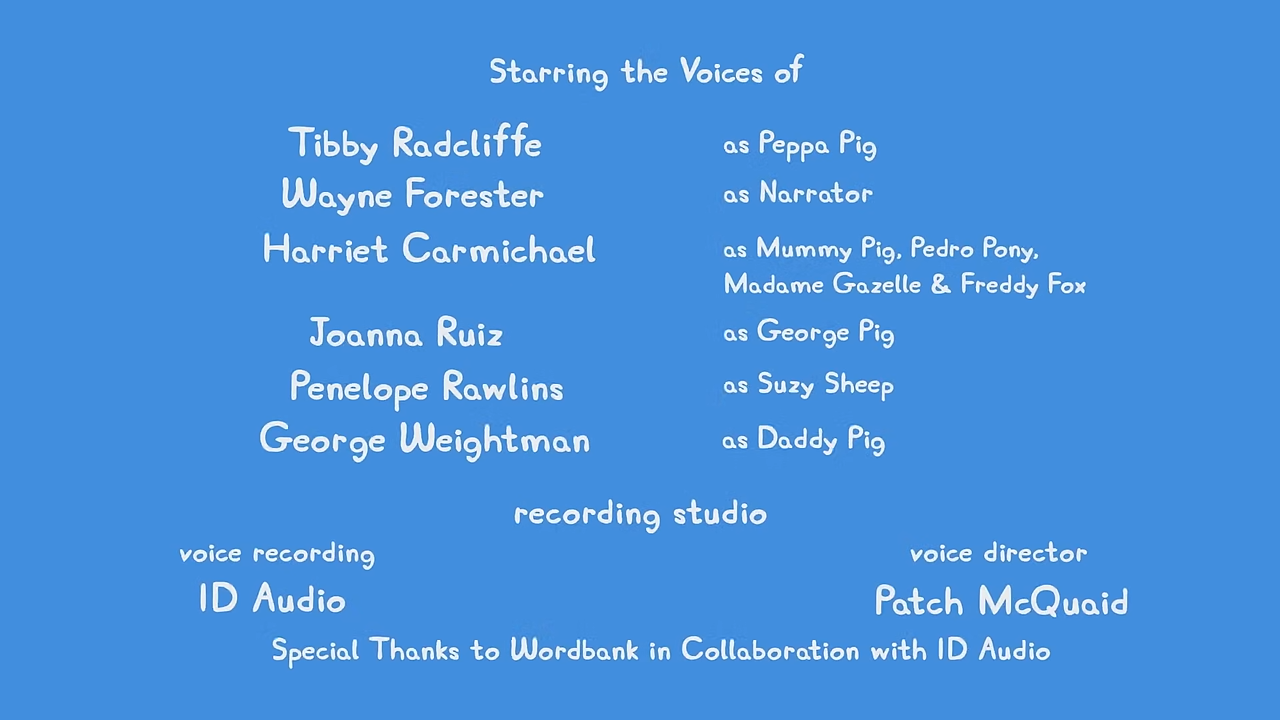 Starring the Voices of
Tibby Radcliffe as Peppa Pig
Wayne Forester as Narrator
Harriet Carmichael as Mummy Pig, Pedro Pony,
Madame Gazelle & Freddy Fox
Joanna Ruiz as George Pig
Penelope Rawlins as Suzy Sheep
George Weightman as Daddy Pig
recording studio
voice recording voice director
ID Audio Patch McQuaid
Special Thanks to Wordbank in Collaboration with ID Audio